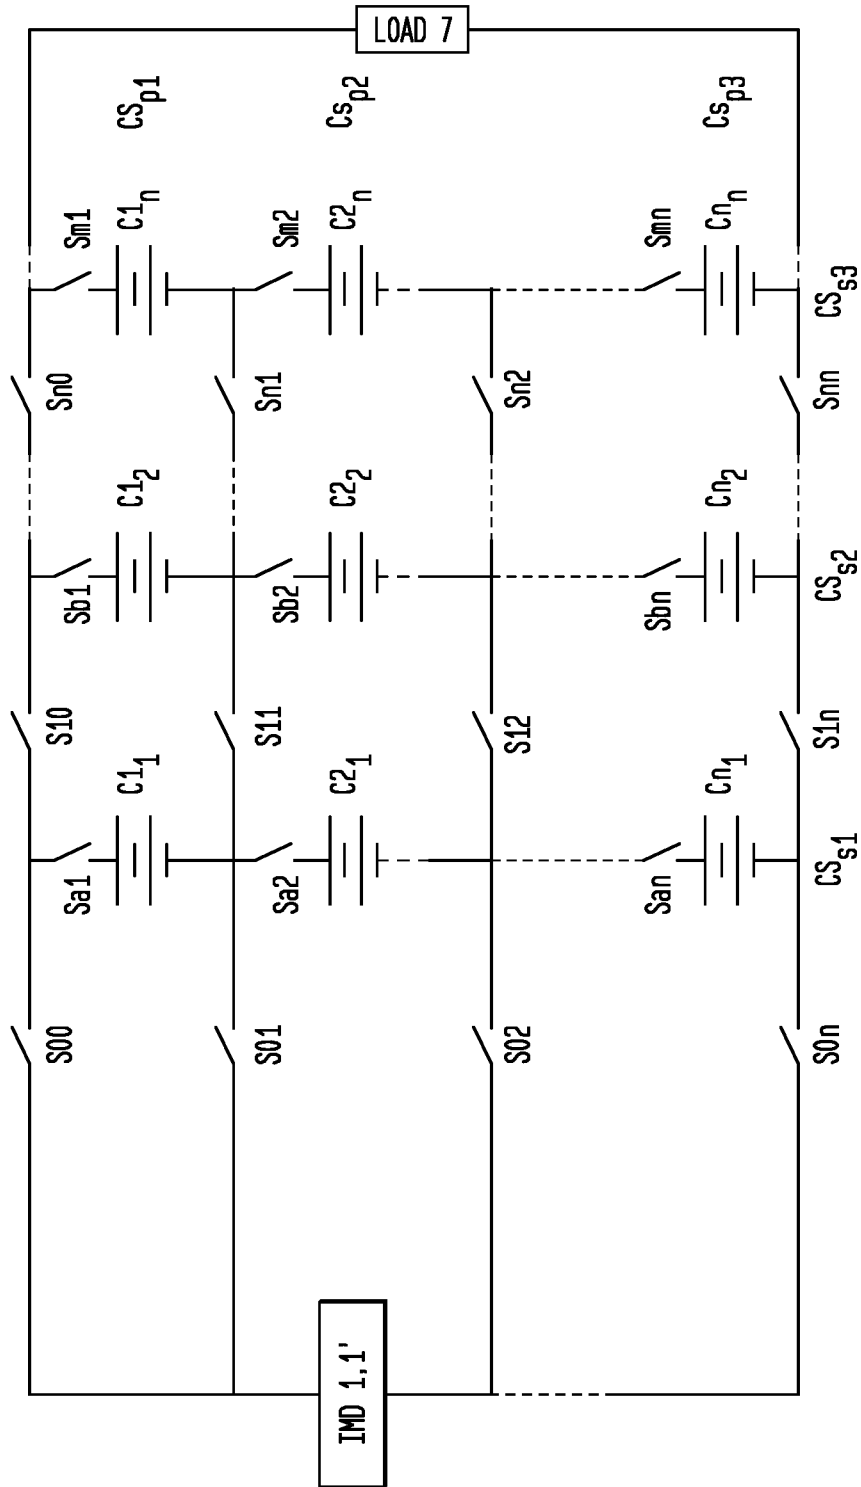 LOAD 7
CSp1
Csp2
Csp3
Sm1
C1n
Sm2
C2n
Smn
Cnn
CSs3
Sn0
Sn1
Sn2
Snn
C12
C22
Cn2
Sb1
Sb2
Sbn
CSs2
S10
S11
S12
S1n
C11
C21
Cn1
Sa1
Sa2
San
CSs1
S00
S01
S02
S0n
IMD 1,1'